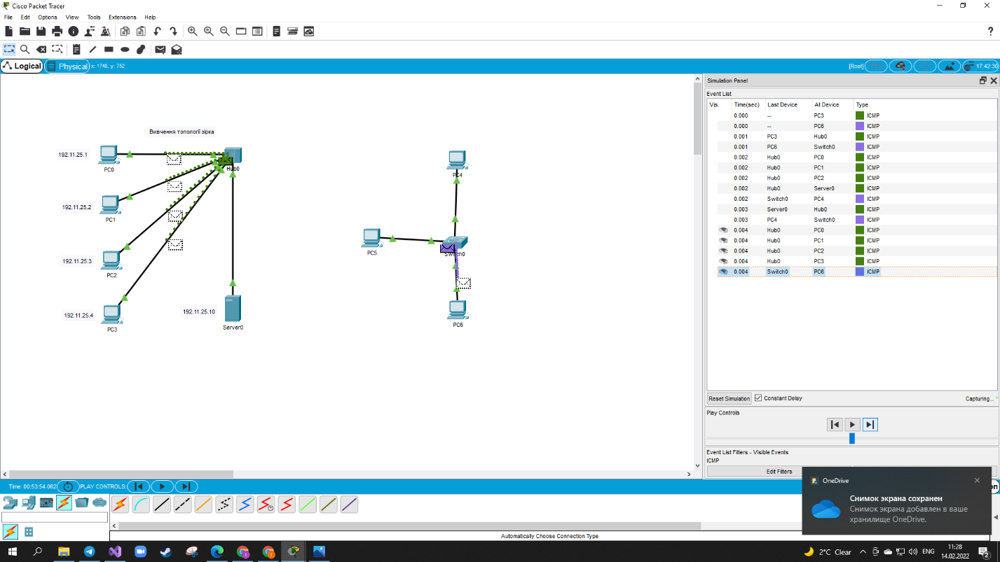 Cisco Packet Tracer
File Edit Options View Tools Extensions Help
?
Logical Physical x: 1748, y: 752
[Root] 17:42:30
Вивчення топології зірка
192.11.25.1
PC0
Hub0
192.11.25.2
PC1
192.11.25.3
PC2
192.11.25.4
PC3
192.11.25.10
Server0
PC4
PC5
Switch0
PC6
Simulation Panel
Event List
Vis. Time(sec) Last Device At Device Type
0.000 -- PC3 ICMP
0.000 -- PC6 ICMP
0.001 PC3 Hub0 ICMP
0.001 PC6 Switch0 ICMP
0.002 Hub0 PC0 ICMP
0.002 Hub0 PC1 ICMP
0.002 Hub0 PC2 ICMP
0.002 Hub0 Server0 ICMP
0.002 Switch0 PC4 ICMP
0.003 Server0 Hub0 ICMP
0.003 PC4 Switch0 ICMP
0.004 Hub0 PC0 ICMP
0.004 Hub0 PC1 ICMP
0.004 Hub0 PC2 ICMP
0.004 Hub0 PC3 ICMP
0.004 Switch0 PC6 ICMP
Reset Simulation Constant Delay Capturing...
Play Controls
Event List Filters - Visible Events
ICMP
Edit Filters
Time: 00:53:54.062 PLAY CONTROLS:
on
OneDrive
Снимок экрана сохранен
Снимок экрана добавлен в ваше
хранилище OneDrive.
Automatically Choose Connection Type
2°C Clear ENG
11:28
14.02.2022
2